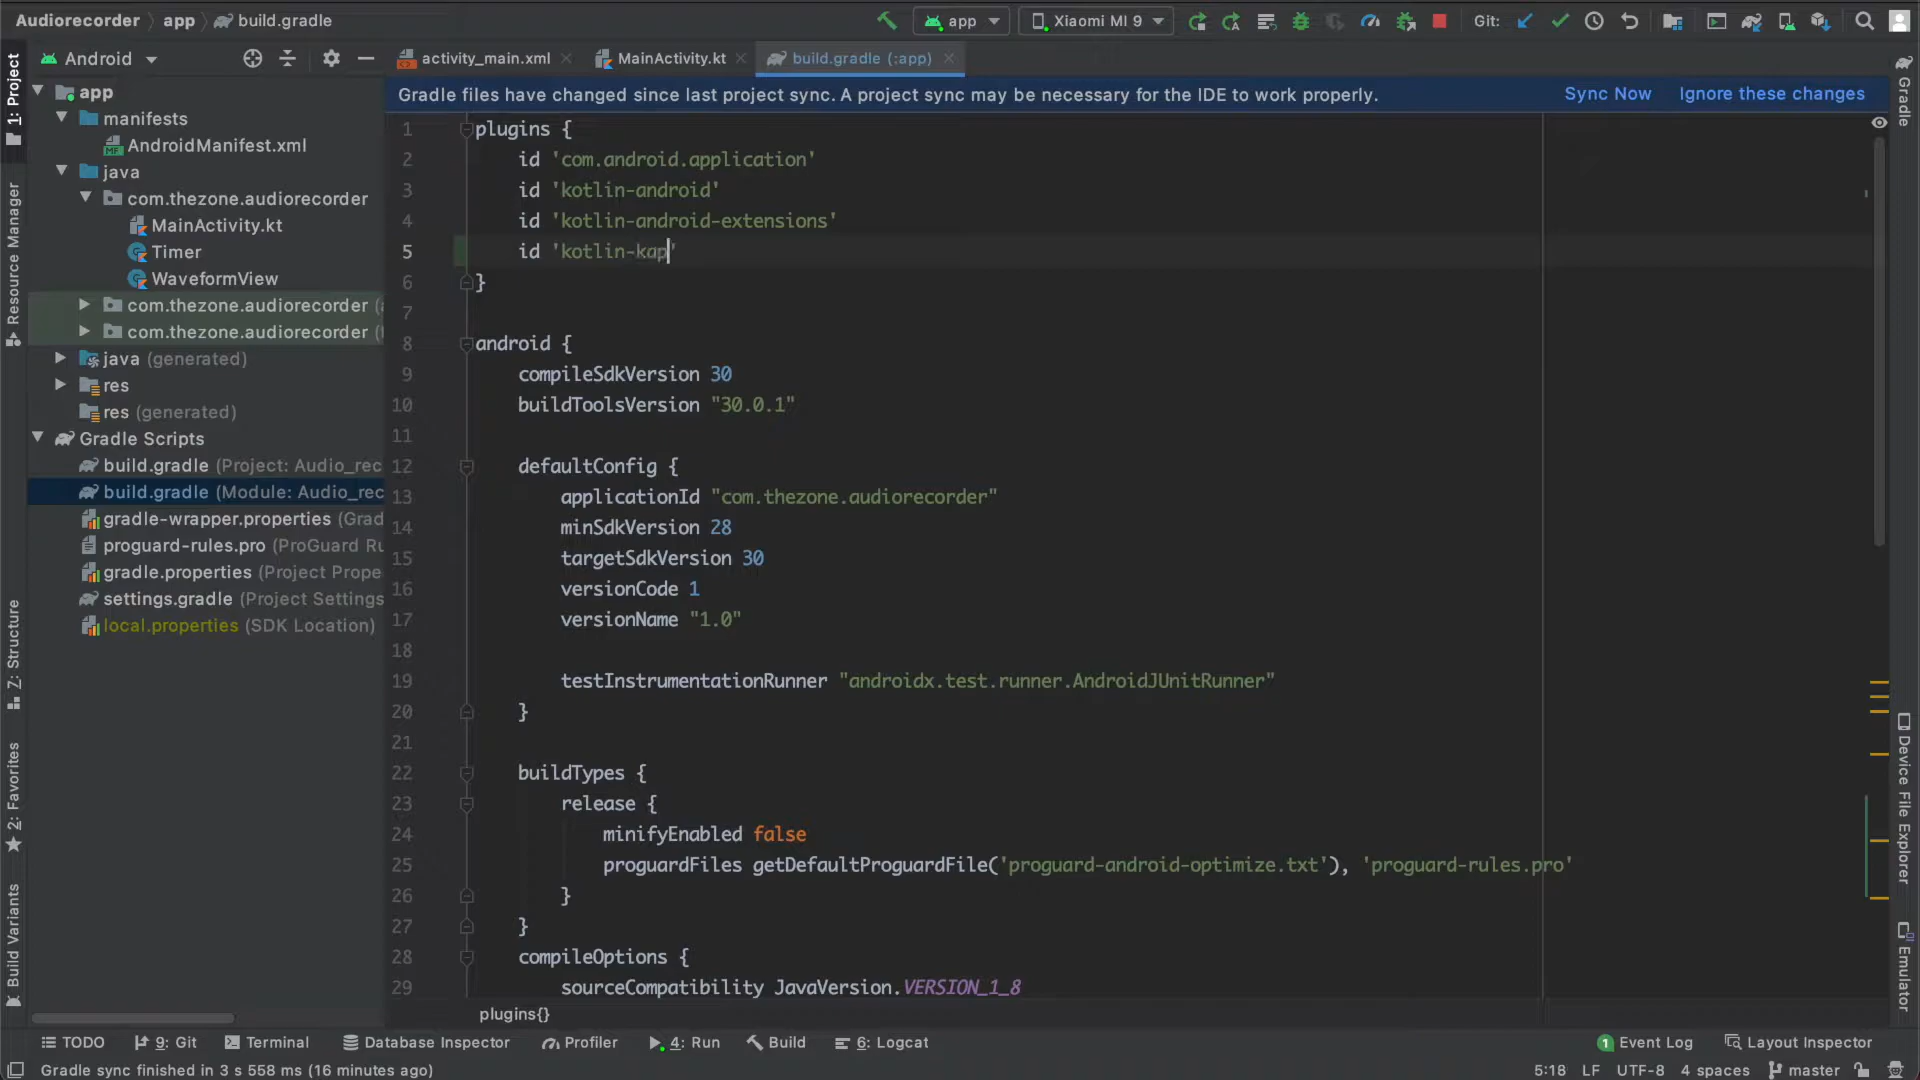 Audiorecorder app build.gradle app Xiaomi MI 9 Git:
1: Project Android activity_main.xml MainActivity.kt build.gradle (:app) Gradle
Gradle files have changed since last project sync. A project sync may be necessary for the IDE to work properly. Sync Now Ignore these changes
app
manifests
AndroidManifest.xml
java
com.thezone.audiorecorder
MainActivity.kt
Timer
WaveformView
com.thezone.audiorecorder
com.thezone.audiorecorder
java (generated)
res
res (generated)
Gradle Scripts
build.gradle (Project: Audio_rec
build.gradle (Module: Audio_rec
gradle-wrapper.properties (Grad
proguard-rules.pro (ProGuard Ru
gradle.properties (Project Prope
settings.gradle (Project Settings
local.properties (SDK Location)
Resource Manager
Z: Structure
2: Favorites
Build Variants
1 plugins {
2 id 'com.android.application'
3 id 'kotlin-android'
4 id 'kotlin-android-extensions'
5 id 'kotlin-kap'
6 }
7
8 android {
9 compileSdkVersion 30
10 buildToolsVersion "30.0.1"
11
12 defaultConfig {
13 applicationId "com.thezone.audiorecorder"
14 minSdkVersion 28
15 targetSdkVersion 30
16 versionCode 1
17 versionName "1.0"
18
19 testInstrumentationRunner "androidx.test.runner.AndroidJUnitRunner"
20 }
21
22 buildTypes {
23 release {
24 minifyEnabled false
25 proguardFiles getDefaultProguardFile('proguard-android-optimize.txt'), 'proguard-rules.pro'
26 }
27 }
28 compileOptions {
29 sourceCompatibility JavaVersion.VERSION_1_8
plugins{}
Device File Explorer
Emulator
TODO 9: Git Terminal Database Inspector Profiler 4: Run Build 6: Logcat 1 Event Log Layout Inspector
Gradle sync finished in 3 s 558 ms (16 minutes ago) 5:18 LF UTF-8 4 spaces master